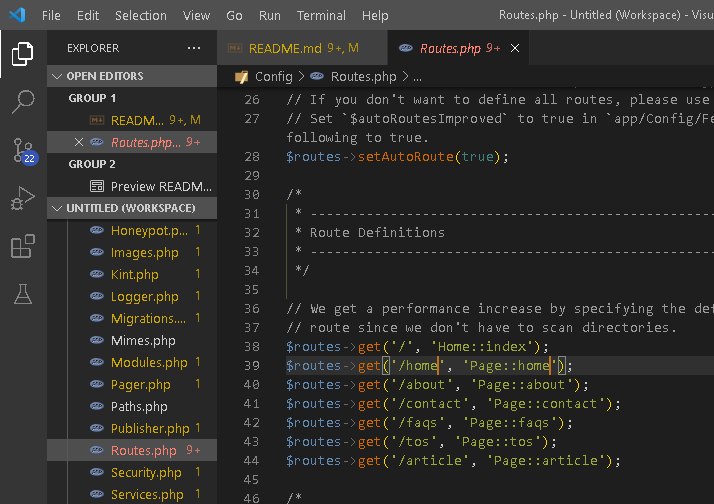 File Edit Selection View Go Run Terminal Help Routes.php - Untitled (Workspace) - Visu
EXPLORER ...
OPEN EDITORS
GROUP 1
READM... 9+, M
Routes.php... 9+
GROUP 2
Preview READM...
UNTITLED (WORKSPACE)
Honeypot.p... 1
Images.php 1
Kint.php 1
Logger.php 1
Migrations.... 1
Mimes.php
Modules.php 1
Pager.php 1
Paths.php
Publisher.php 1
Routes.php 9+
Security.php 1
Services.php 1
22
README.md 9+, M
Routes.php 9+
Config > Routes.php > ...
26 // If you don't want to define all routes, please use
27 // Set `$autoRoutesImproved` to true in `app/Config/Fe
following to true.
28 $routes->setAutoRoute(true);
29
30 /*
31 * --------------------------------------------------
32 * Route Definitions
33 * --------------------------------------------------
34 */
35
36 // We get a performance increase by specifying the def
37 // route since we don't have to scan directories.
38 $routes->get('/', 'Home::index');
39 $routes->get('/home', 'Page::home');
40 $routes->get('/about', 'Page::about');
41 $routes->get('/contact', 'Page::contact');
42 $routes->get('/faqs', 'Page::faqs');
43 $routes->get('/tos', 'Page::tos');
44 $routes->get('/article', 'Page::article');
45
46 /*